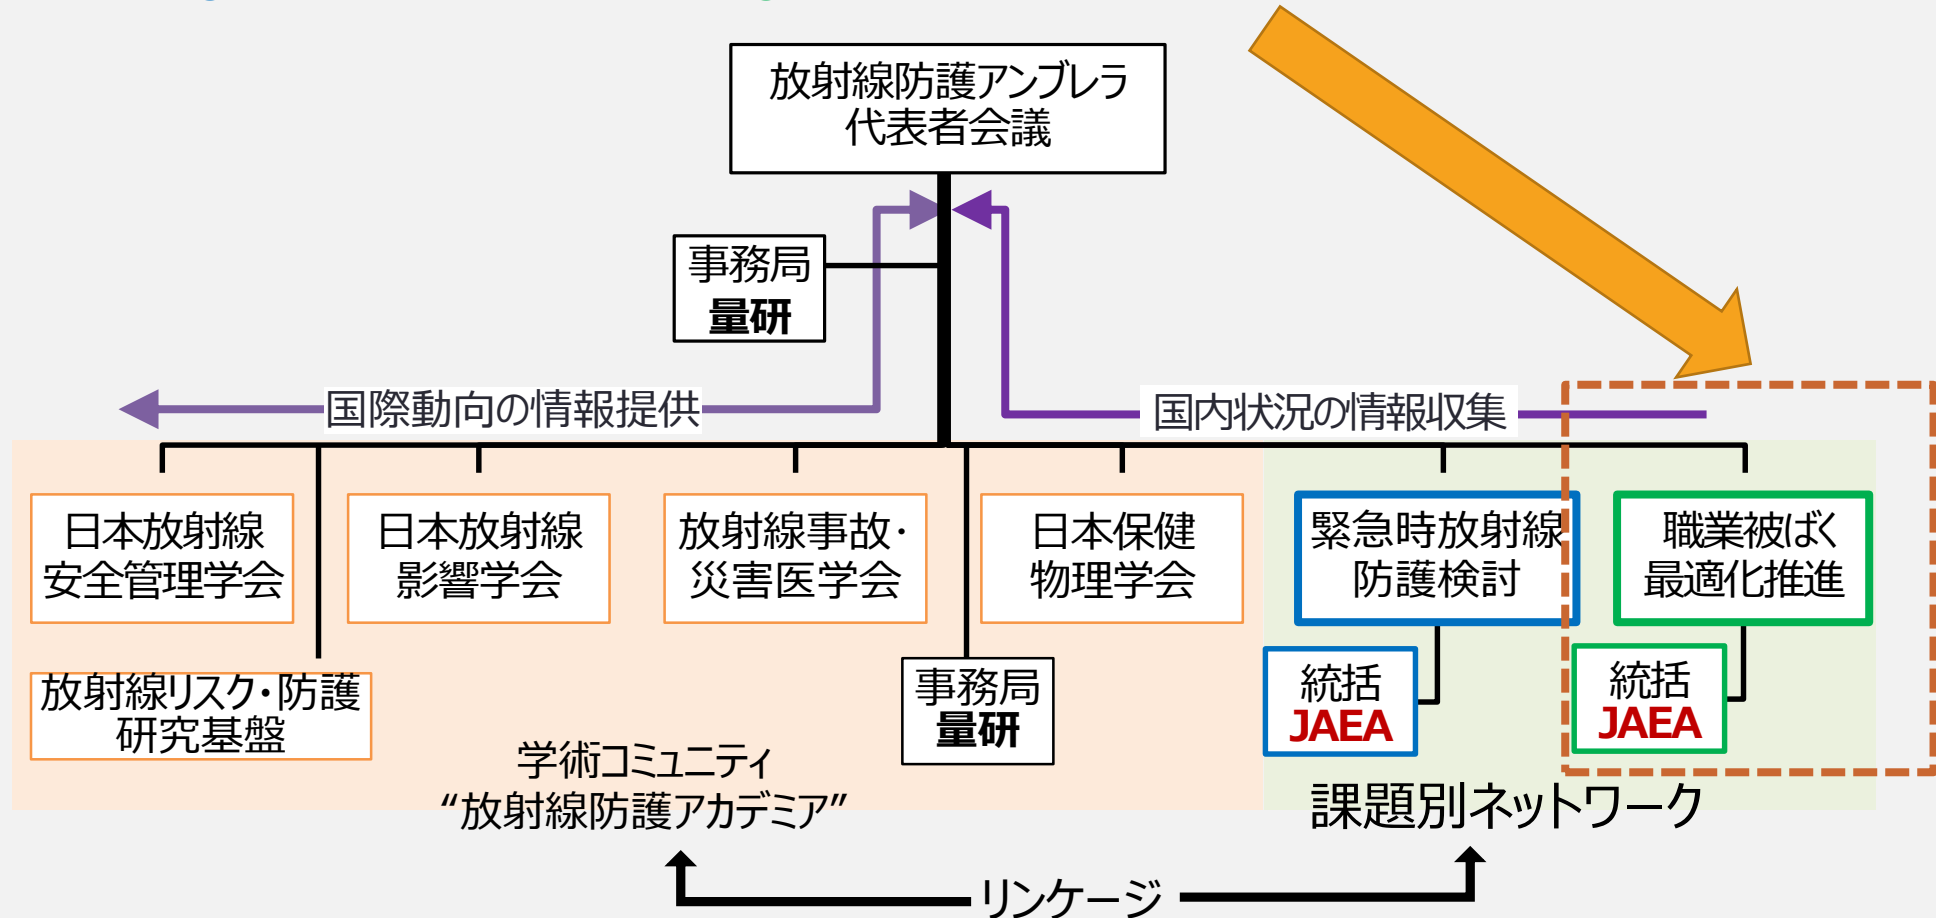 放射線防護アンブレラ
代表者会議
事務局
量研
国際動向の情報提供
国内状況の情報収集
日本放射線
安全管理学会
日本放射線
影響学会
放射線事故・
災害医学会
日本保健
物理学会
緊急時放射線
防護検討
職業被ばく
最適化推進
放射線リスク・防護
研究基盤
事務局
量研
統括
JAEA
統括
JAEA
学術コミュニティ
“放射線防護アカデミア”
課題別ネットワーク
リンケージ